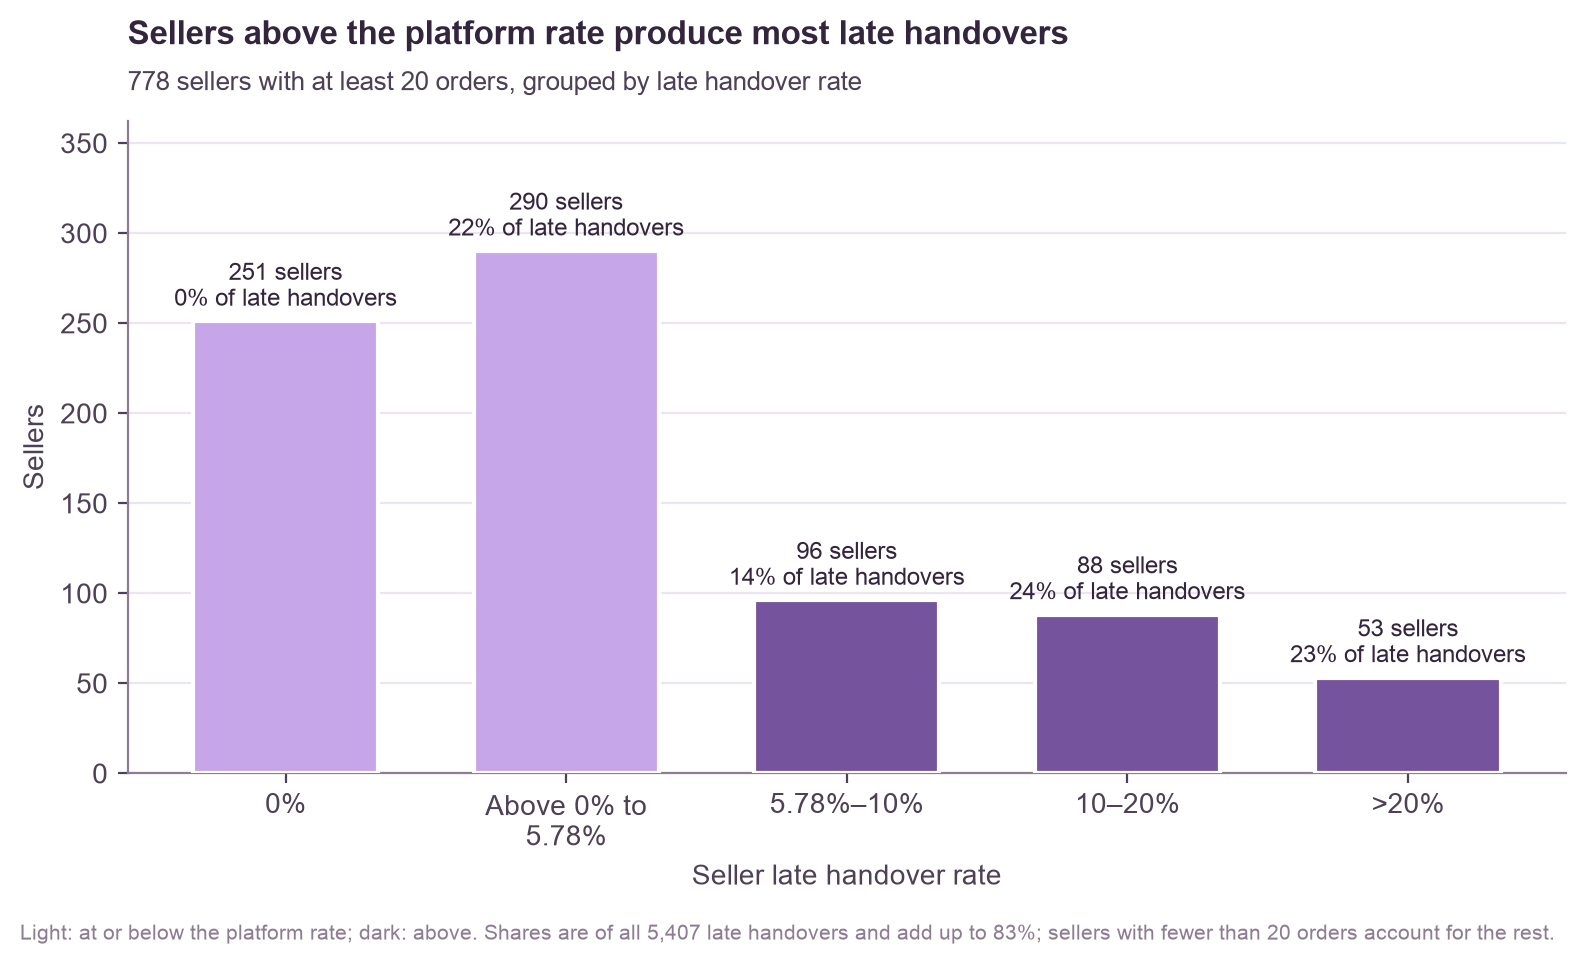 Sellers above the platform rate produce most late handovers
778 sellers with at least 20 orders, grouped by late handover rate
350
300
250
200
150
100
50
0
Sellers
251 sellers
0% of late handovers
290 sellers
22% of late handovers
96 sellers
14% of late handovers
88 sellers
24% of late handovers
53 sellers
23% of late handovers
0%
Above 0% to
5.78%
5.78%–10%
10–20%
>20%
Seller late handover rate
Light: at or below the platform rate; dark: above. Shares are of all 5,407 late handovers and add up to 83%; sellers with fewer than 20 orders account for the rest.